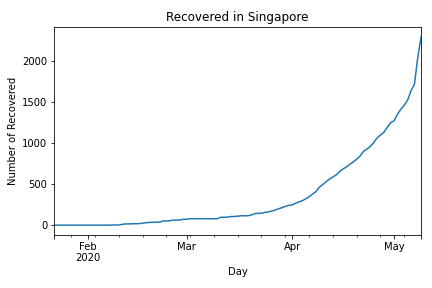 Recovered in Singapore
Number of Recovered
2000
1500
1000
500
0
Feb
2020
Mar
Apr
May
Day